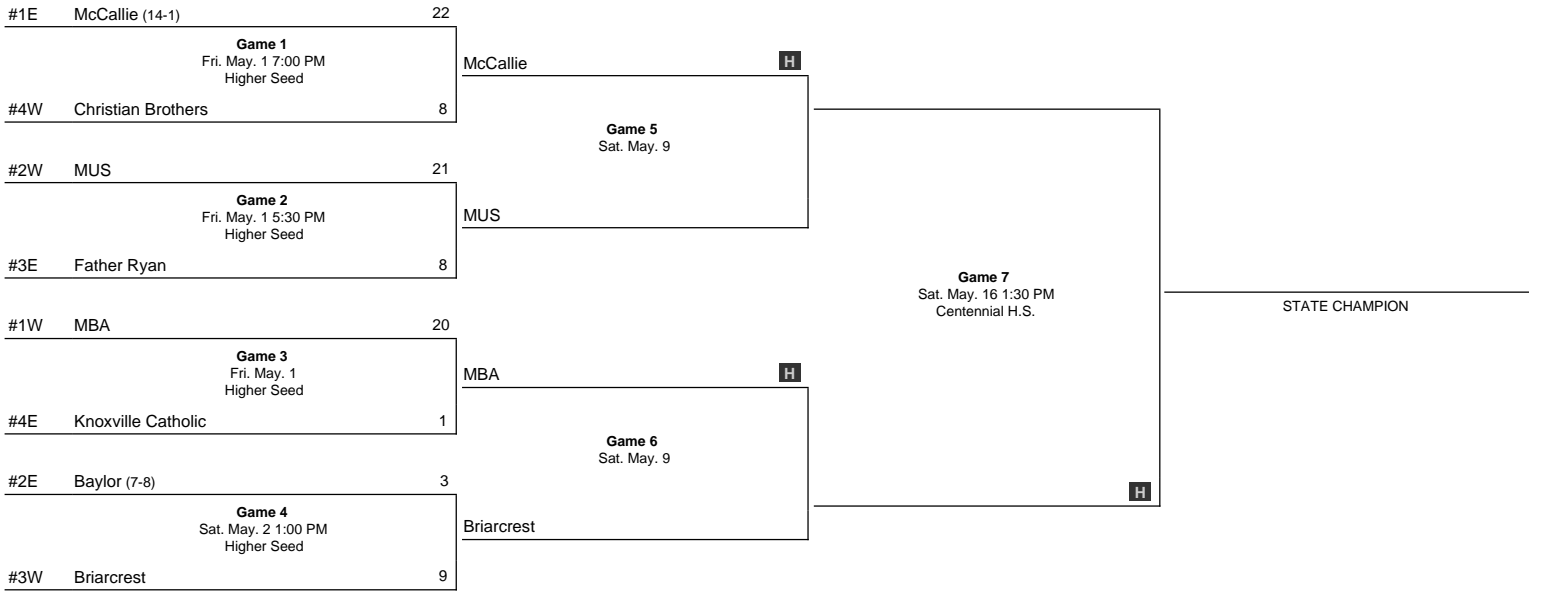 #1E McCallie (14-1) 22
Game 1
Fri. May. 1 7:00 PM
Higher Seed
#4W Christian Brothers 8
#2W MUS 21
Game 2
Fri. May. 1 5:30 PM
Higher Seed
#3E Father Ryan 8
#1W MBA 20
Game 3
Fri. May. 1
Higher Seed
#4E Knoxville Catholic 1
#2E Baylor (7-8) 3
Game 4
Sat. May. 2 1:00 PM
Higher Seed
#3W Briarcrest 9
McCallie H
Game 5
Sat. May. 9
MUS
MBA H
Game 6
Sat. May. 9
Briarcrest
Game 7
Sat. May. 16 1:30 PM
Centennial H.S.
H
STATE CHAMPION